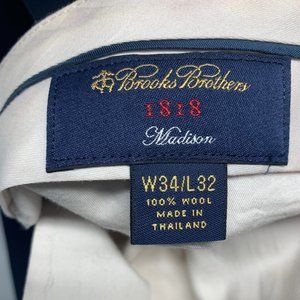 Brooks Brothers
1818
Madison
W34/L32
100% WOOL
MADE IN
THAILAND